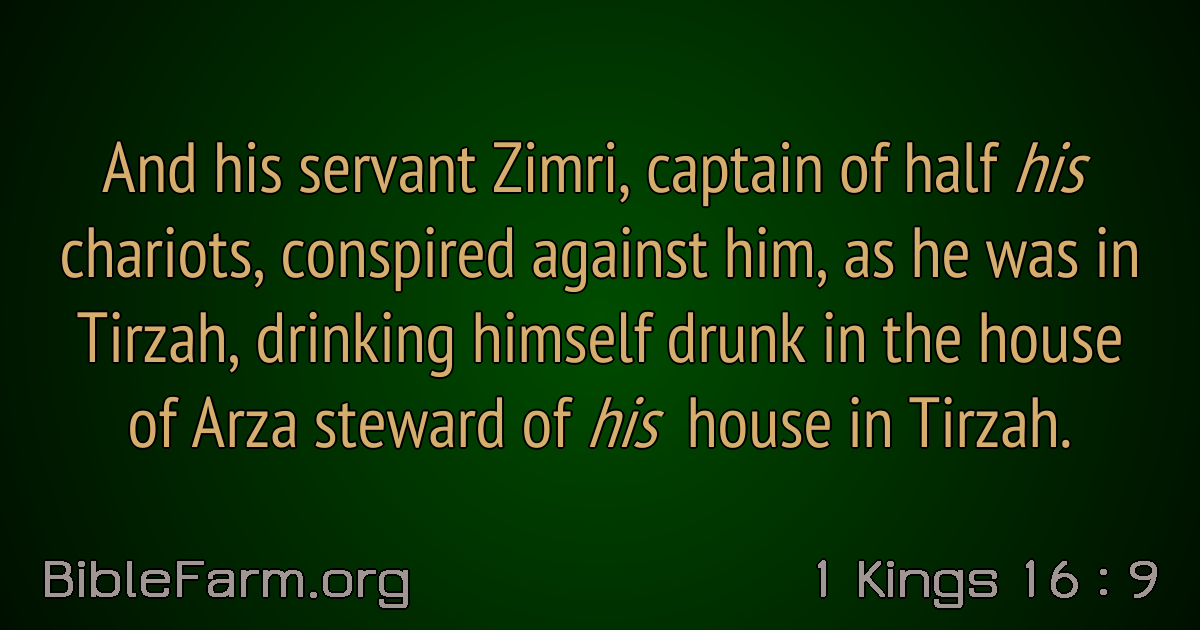 And his servant Zimri, captain of half his
chariots, conspired against him, as he was in
Tirzah, drinking himself drunk in the house
of Arza steward of his house in Tirzah.
BibleFarm.org
1 Kings 16 : 9